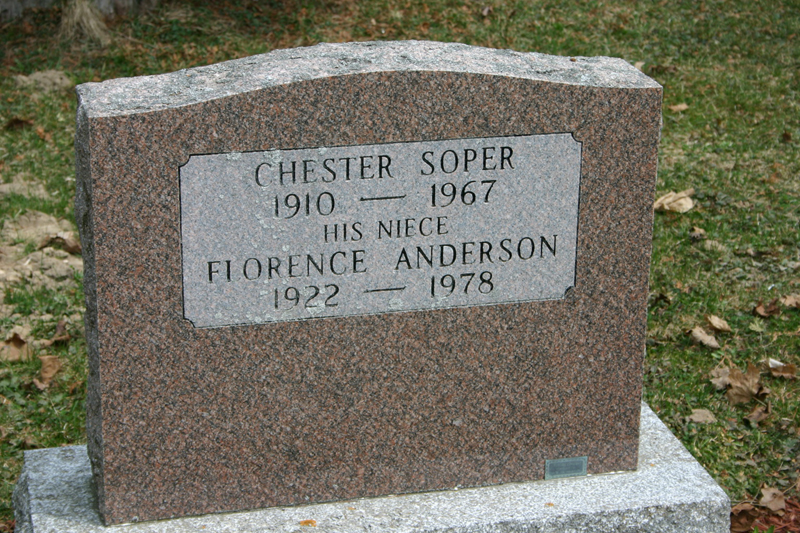 CHESTER SOPER
1910 — 1967
HIS NIECE
FLORENCE ANDERSON
1922 — 1978